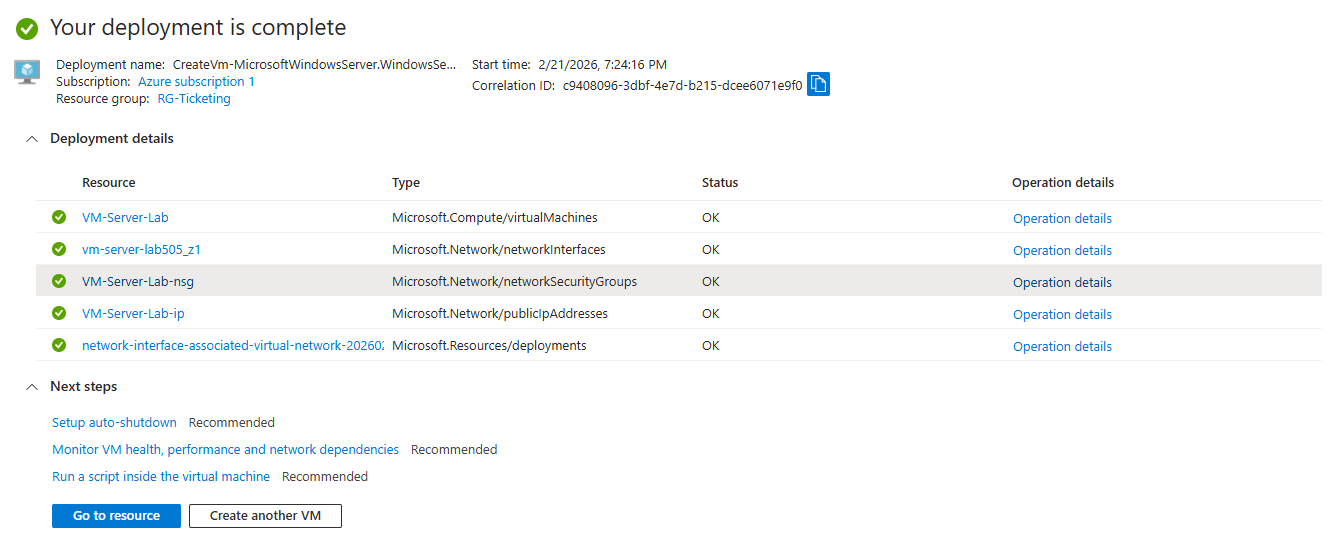 Your deployment is complete
Deployment name: CreateVm-MicrosoftWindowsServer.WindowsSe... Start time: 2/21/2026, 7:24:16 PM
Subscription: Azure subscription 1 Correlation ID: c9408096-3dbf-4e7d-b215-dcee6071e9f0
Resource group: RG-Ticketing
Deployment details
Resource Type Status Operation details
VM-Server-Lab Microsoft.Compute/virtualMachines OK Operation details
vm-server-lab505_z1 Microsoft.Network/networkInterfaces OK Operation details
VM-Server-Lab-nsg Microsoft.Network/networkSecurityGroups OK Operation details
VM-Server-Lab-ip Microsoft.Network/publicIpAddresses OK Operation details
network-interface-associated-virtual-network-202602 Microsoft.Resources/deployments OK Operation details
Next steps
Setup auto-shutdown Recommended
Monitor VM health, performance and network dependencies Recommended
Run a script inside the virtual machine Recommended
Go to resource Create another VM